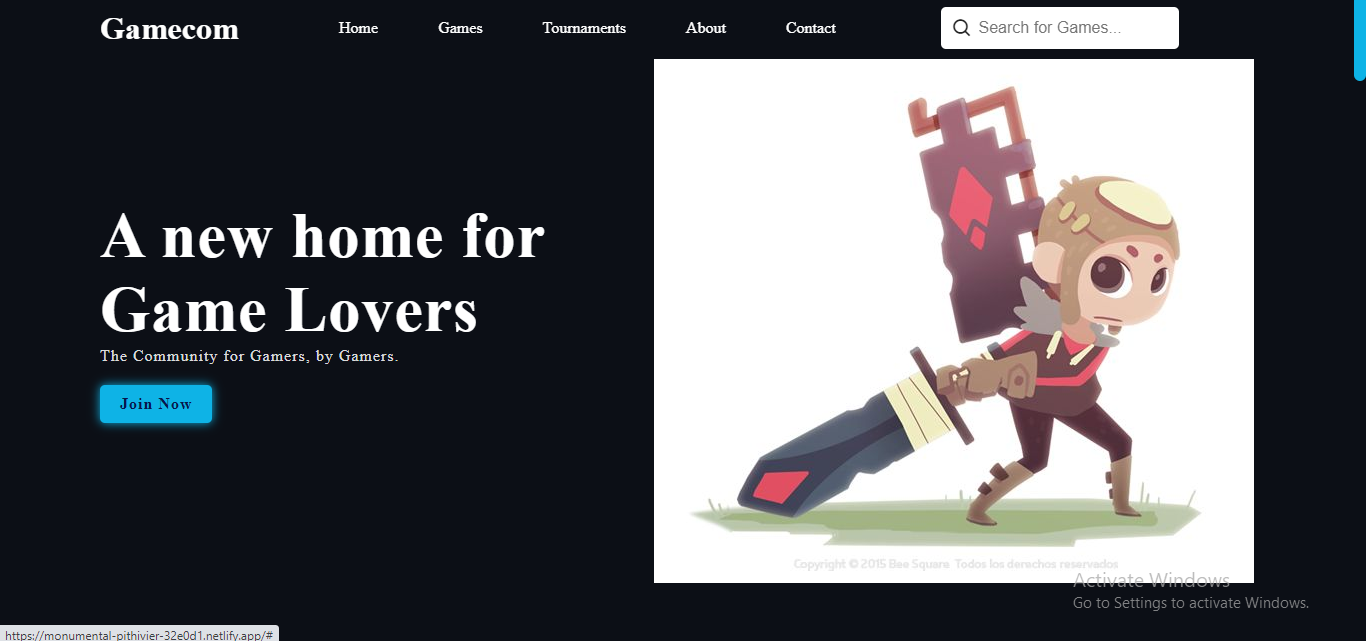 Gamecom
Home
Games
Tournaments
About
Contact
Search for Games...
A new home for
Game Lovers
The Community for Gamers, by Gamers.
Join Now
Copyright © 2015 Bae Square. Todos los derechos reservados
Activate Windows
Go to Settings to activate Windows.
https://monumental-pithivier-32e0d1.netlify.app/#